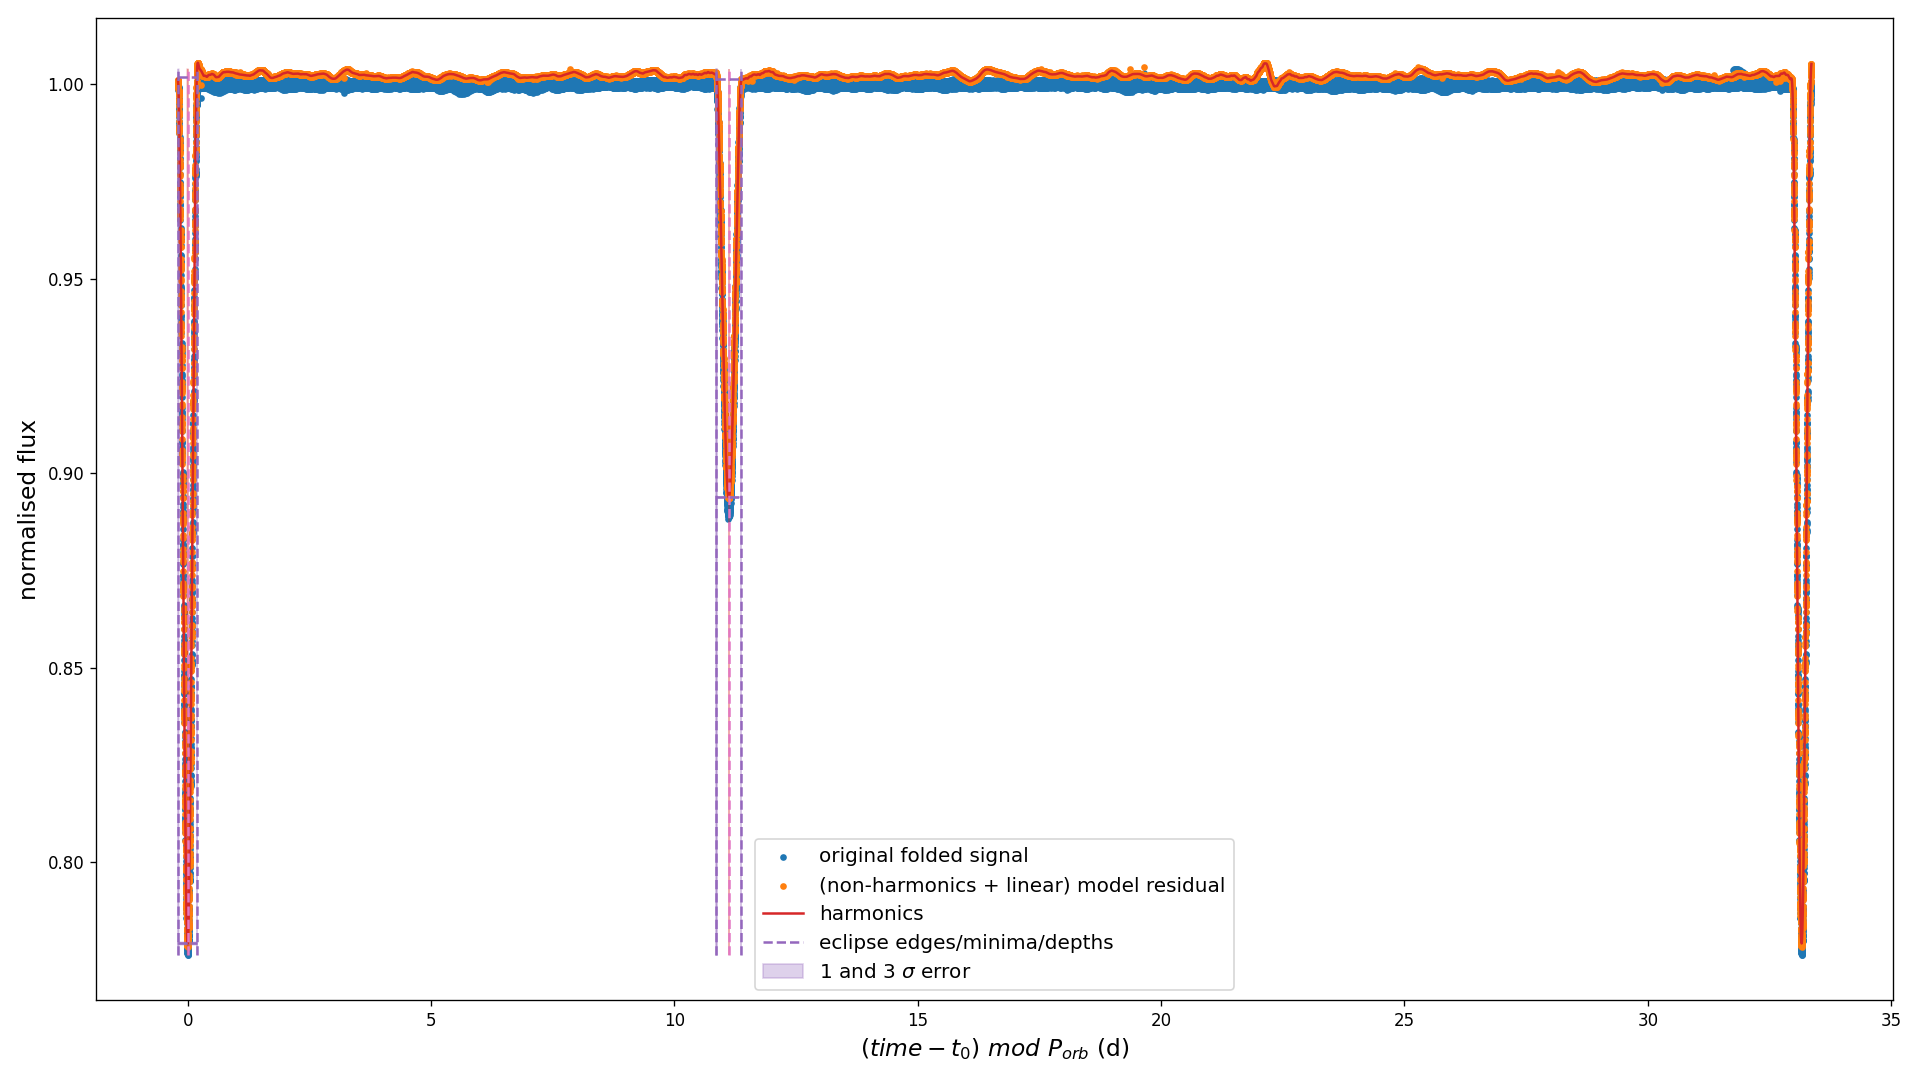 1.00
0.95
0.90
0.85
0.80
normalised flux
original folded signal
(non-harmonics + linear) model residual
harmonics
eclipse edges/minima/depths
1 and 3 σ error
0 5 10 15 20 25 30 35
(time − t₀) mod P_orb (d)